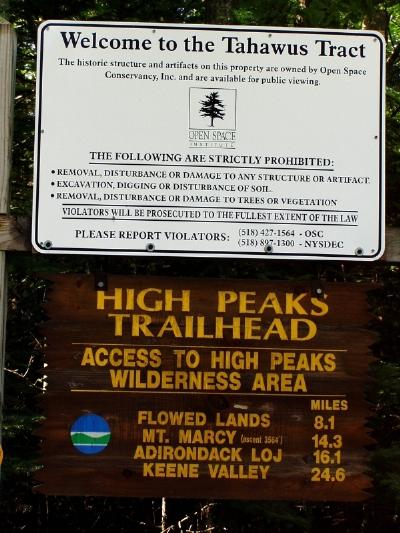 Welcome to the Tahawus Tract
The historic structure and artifacts on this property are owned by Open Space
Conservancy, Inc. and are available for public viewing.
OPEN SPACE
INSTITUTE
THE FOLLOWING ARE STRICTLY PROHIBITED:
• REMOVAL, DISTURBANCE OR DAMAGE TO ANY STRUCTURE OR ARTIFACT.
• EXCAVATION, DIGGING OR DISTURBANCE OF SOIL.
• REMOVAL, DISTURBANCE OR DAMAGE TO TREES OR VEGETATION
VIOLATORS WILL BE PROSECUTED TO THE FULLEST EXTENT OF THE LAW
PLEASE REPORT VIOLATORS: (518) 427-1564 - OSC
(518) 897-1300 - NYSDEC
HIGH PEAKS
TRAILHEAD
ACCESS TO HIGH PEAKS
WILDERNESS AREA
MILES
FLOWED LANDS 8.1
MT. MARCY (ascent 3564') 14.3
ADIRONDACK LOJ 16.1
KEENE VALLEY 24.6